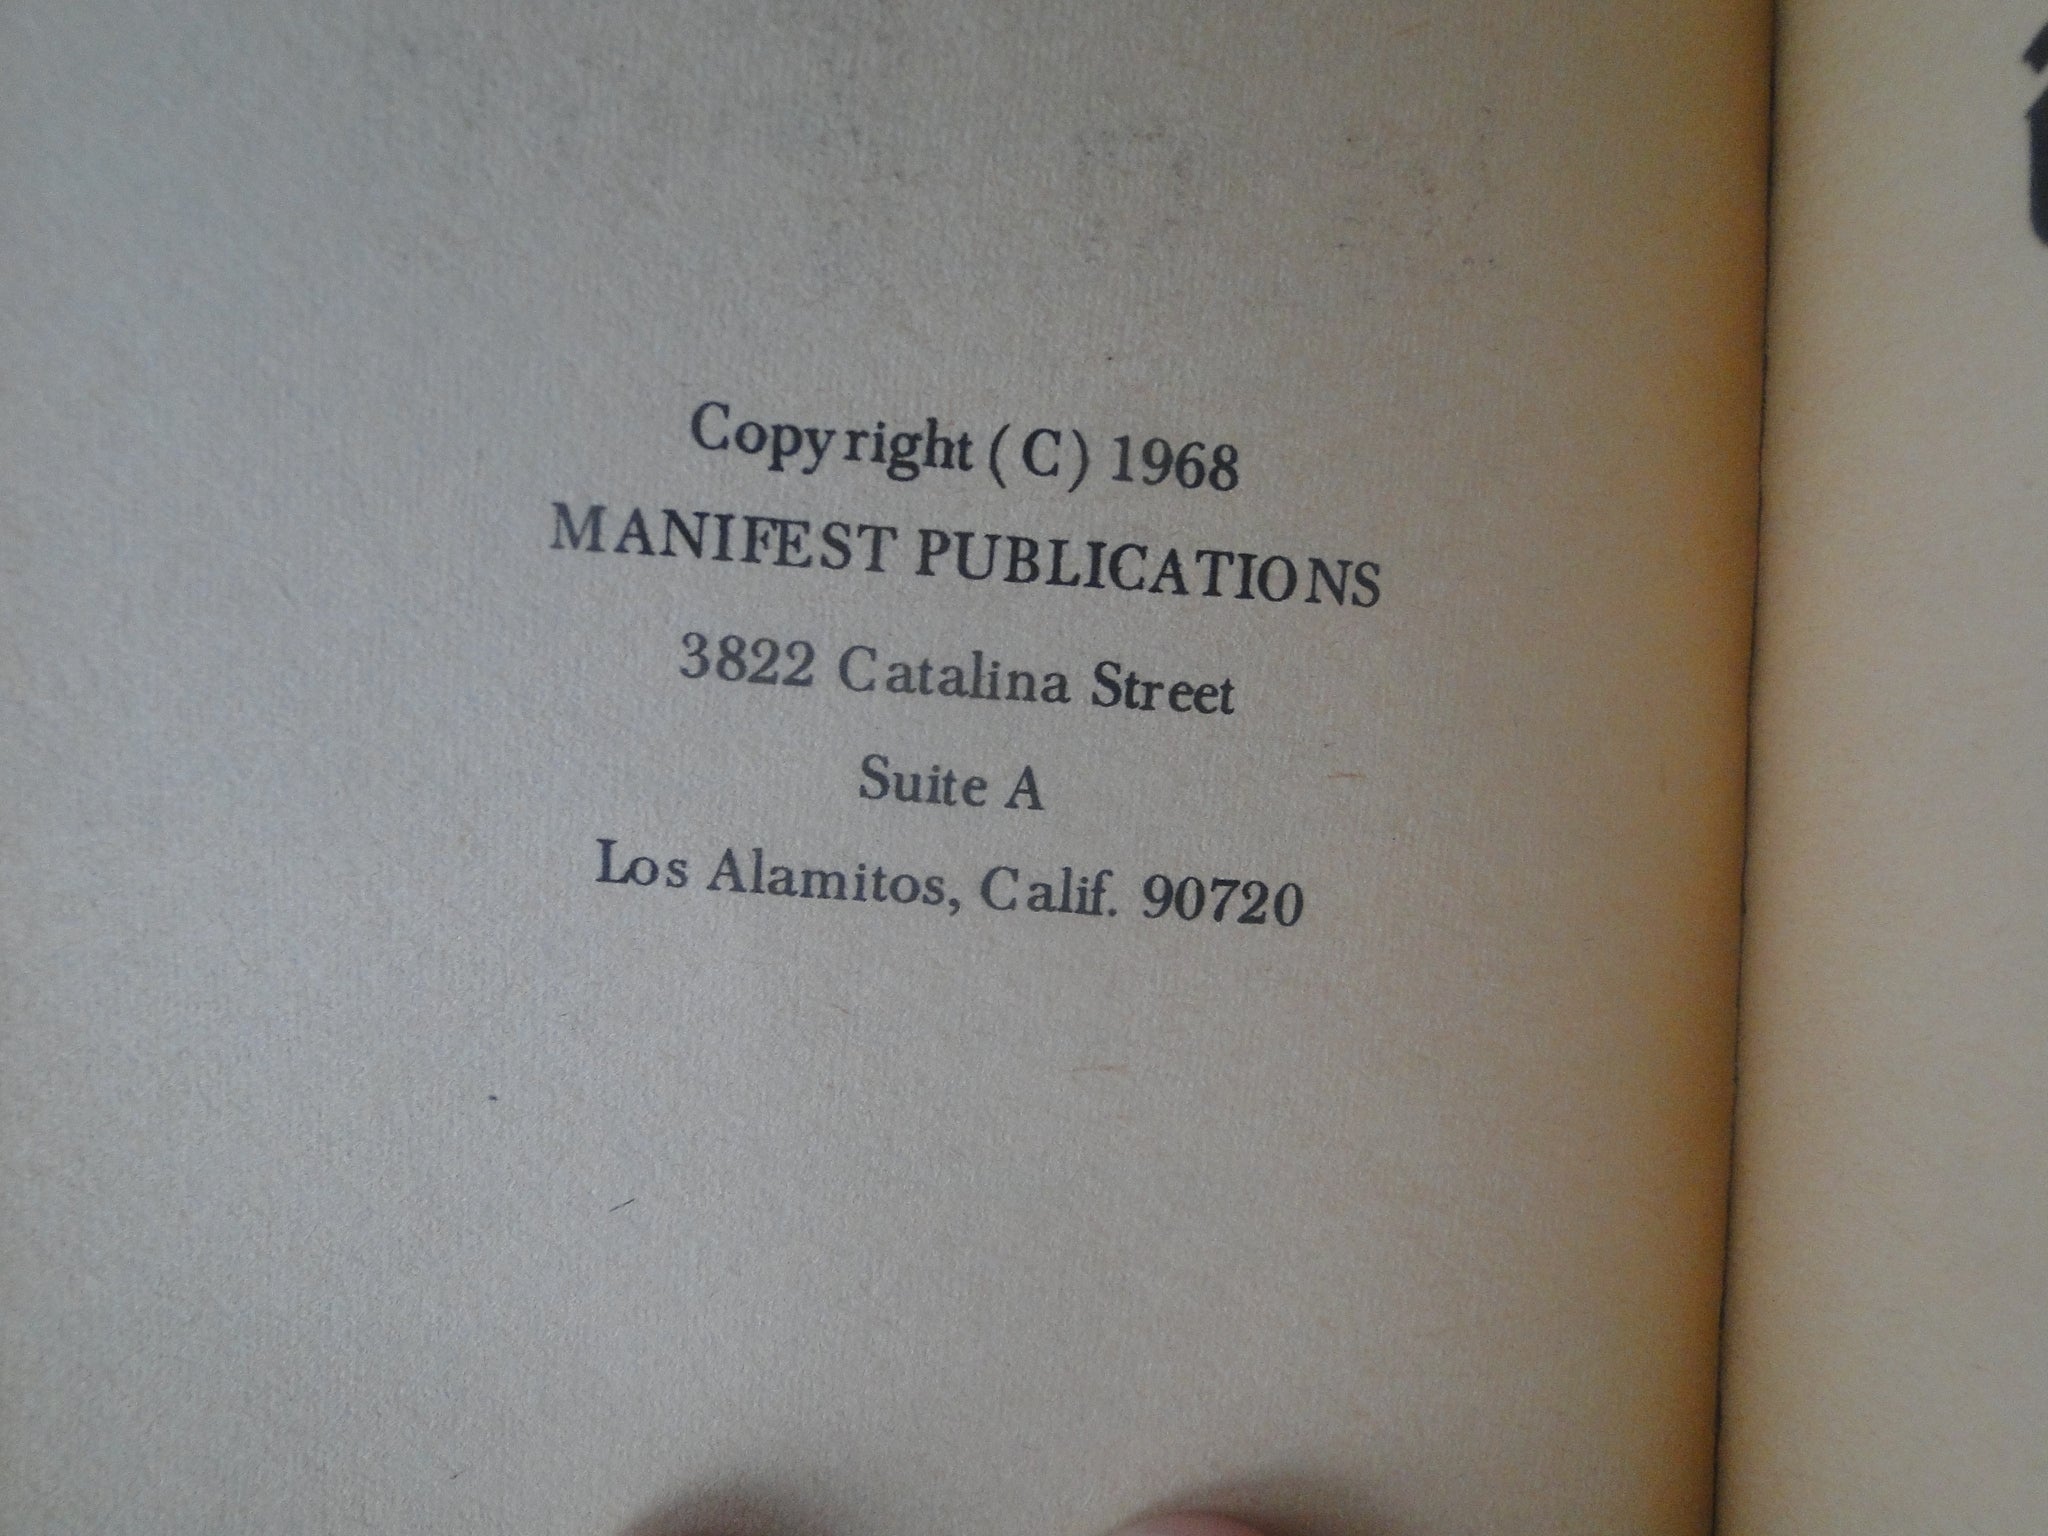 Copyright (C) 1968
MANIFEST PUBLICATIONS
3822 Catalina Street
Suite A
Los Alamitos, Calif. 90720